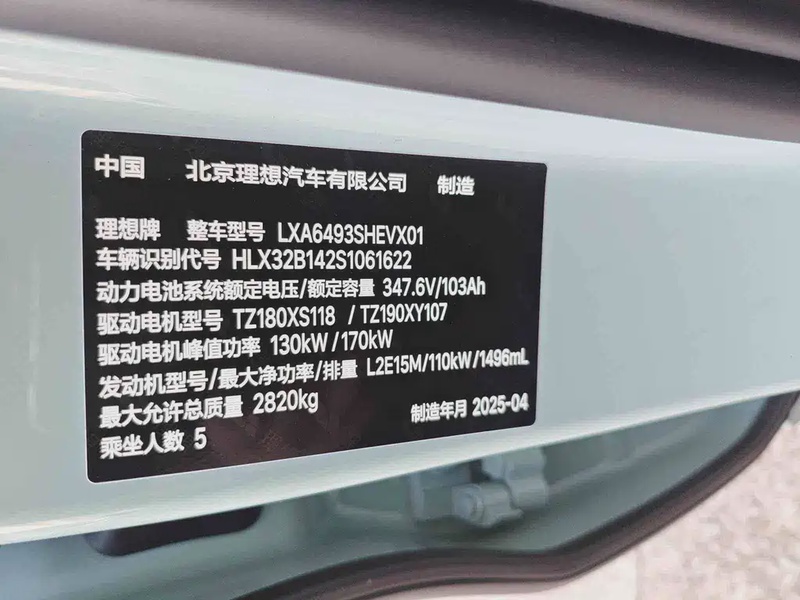 中国 北京理想汽车有限公司 制造
理想牌 整车型号 LXA6493SHEVX01
车辆识别代号 HLX32B142S1061622
动力电池系统额定电压/额定容量 347.6V/103Ah
驱动电机型号 TZ180XS118 / TZ190XY107
驱动电机峰值功率 130kW / 170kW
发动机型号/最大净功率/排量 L2E15M/110kW/1496mL
最大允许总质量 2820kg 制造年月 2025-04
乘坐人数 5